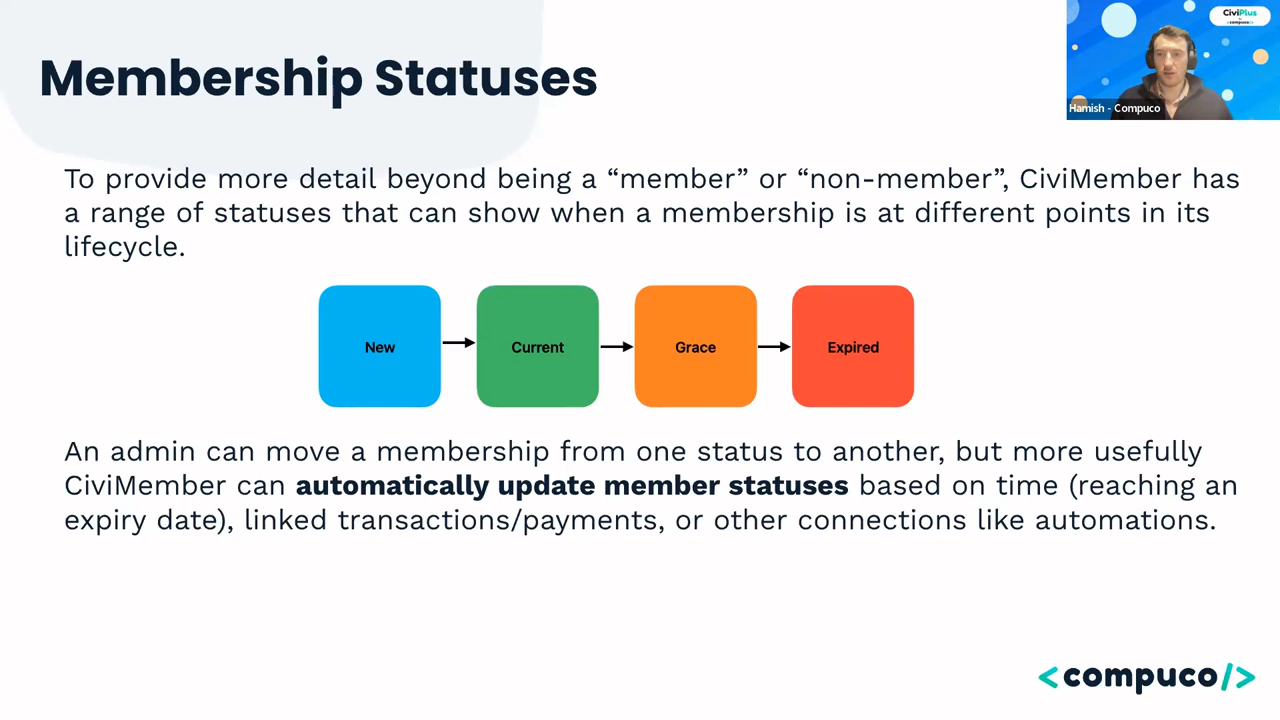 Membership Statuses
CiviPlus
by
<compuco/>
Hamish - Compuco
To provide more detail beyond being a “member” or “non-member”, CiviMember has
a range of statuses that can show when a membership is at different points in its
lifecycle.
New
Current
Grace
Expired
An admin can move a membership from one status to another, but more usefully
CiviMember can automatically update member statuses based on time (reaching an
expiry date), linked transactions/payments, or other connections like automations.
<compuco/>